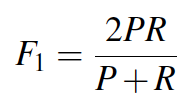 F₁ = 2PR / P + R